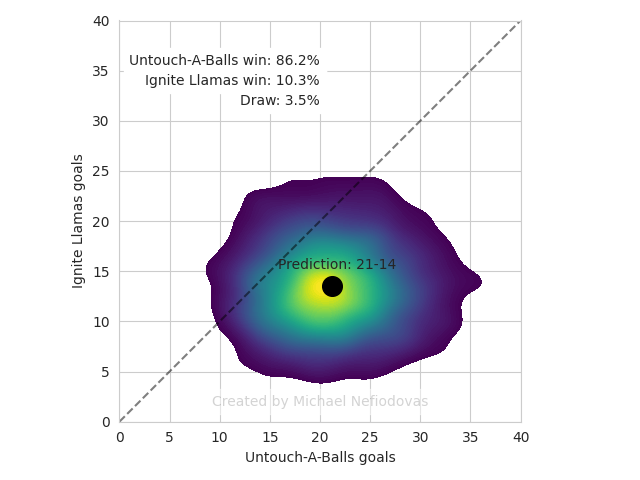 40
35
30
25
20
15
10
5
0
Ignite Llamas goals
Untouch-A-Balls win: 86.2%
Ignite Llamas win: 10.3%
Draw: 3.5%
Prediction: 21-14
Created by Michael Nefiodovas
0 5 10 15 20 25 30 35 40
Untouch-A-Balls goals